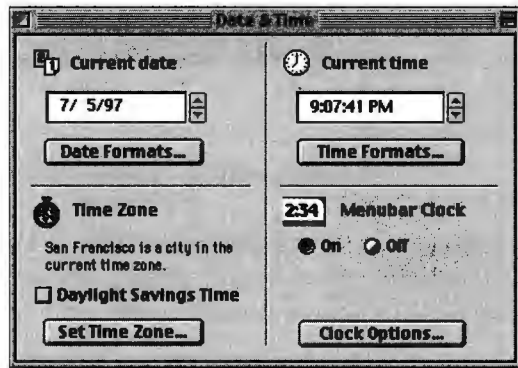 Date & Time
Current date
7/ 5/97
Date Formats...
Current time
9:07:41 PM
Time Formats...
Time Zone
San Francisco is a city in the
current time zone.
Daylight Savings Time
Set Time Zone...
2:34 Menubar Clock
On Off
Clock Options...